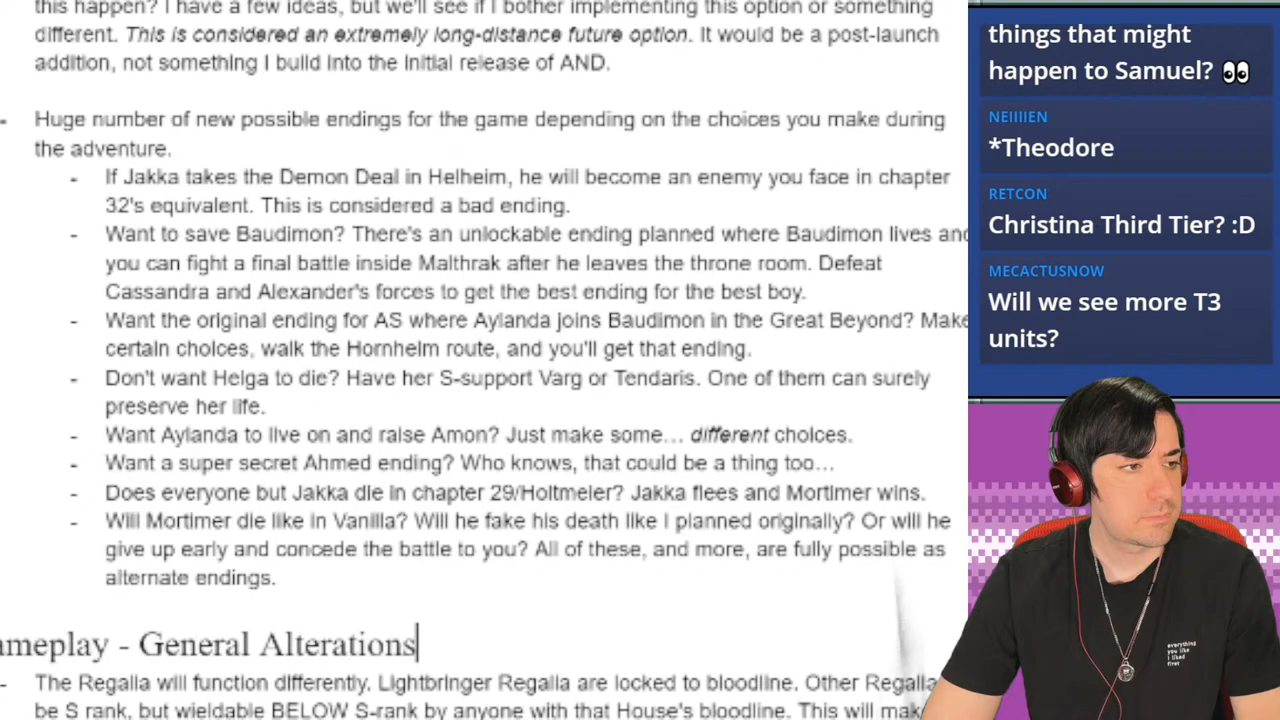 this happen? I have a few ideas, but we'll see if I bother implementing this option or something
different. This is considered an extremely long-distance future option. It would be a post-launch
addition, not something I build into the initial release of AND.
- Huge number of new possible endings for the game depending on the choices you make during
the adventure.
- If Jakka takes the Demon Deal in Helheim, he will become an enemy you face in chapter
32's equivalent. This is considered a bad ending.
- Want to save Baudimon? There's an unlockable ending planned where Baudimon lives and
you can fight a final battle inside Malthrak after he leaves the throne room. Defeat
Cassandra and Alexander's forces to get the best ending for the best boy.
- Want the original ending for AS where Aylanda joins Baudimon in the Great Beyond? Make
certain choices, walk the Hornhelm route, and you'll get that ending.
- Don't want Helga to die? Have her S-support Varg or Tendaris. One of them can surely
preserve her life.
- Want Aylanda to live on and raise Amon? Just make some... different choices.
- Want a super secret Ahmed ending? Who knows, that could be a thing too...
- Does everyone but Jakka die in chapter 29/Holtmeier? Jakka flees and Mortimer wins.
- Will Mortimer die like in Vanilla? Will he fake his death like I planned originally? Or will he
give up early and concede the battle to you? All of these, and more, are fully possible as
alternate endings.
ameplay - General Alterations
- The Regalia will function differently. Lightbringer Regalia are locked to bloodline. Other Regalia
be S rank, but wieldable BELOW S-rank by anyone with that House's bloodline. This will mak
things that might
happen to Samuel? 👀
NEIIIIEN
*Theodore
RETCON
Christina Third Tier? :D
MECACTUSNOW
Will we see more T3
units?
everything
you like
I liked
first